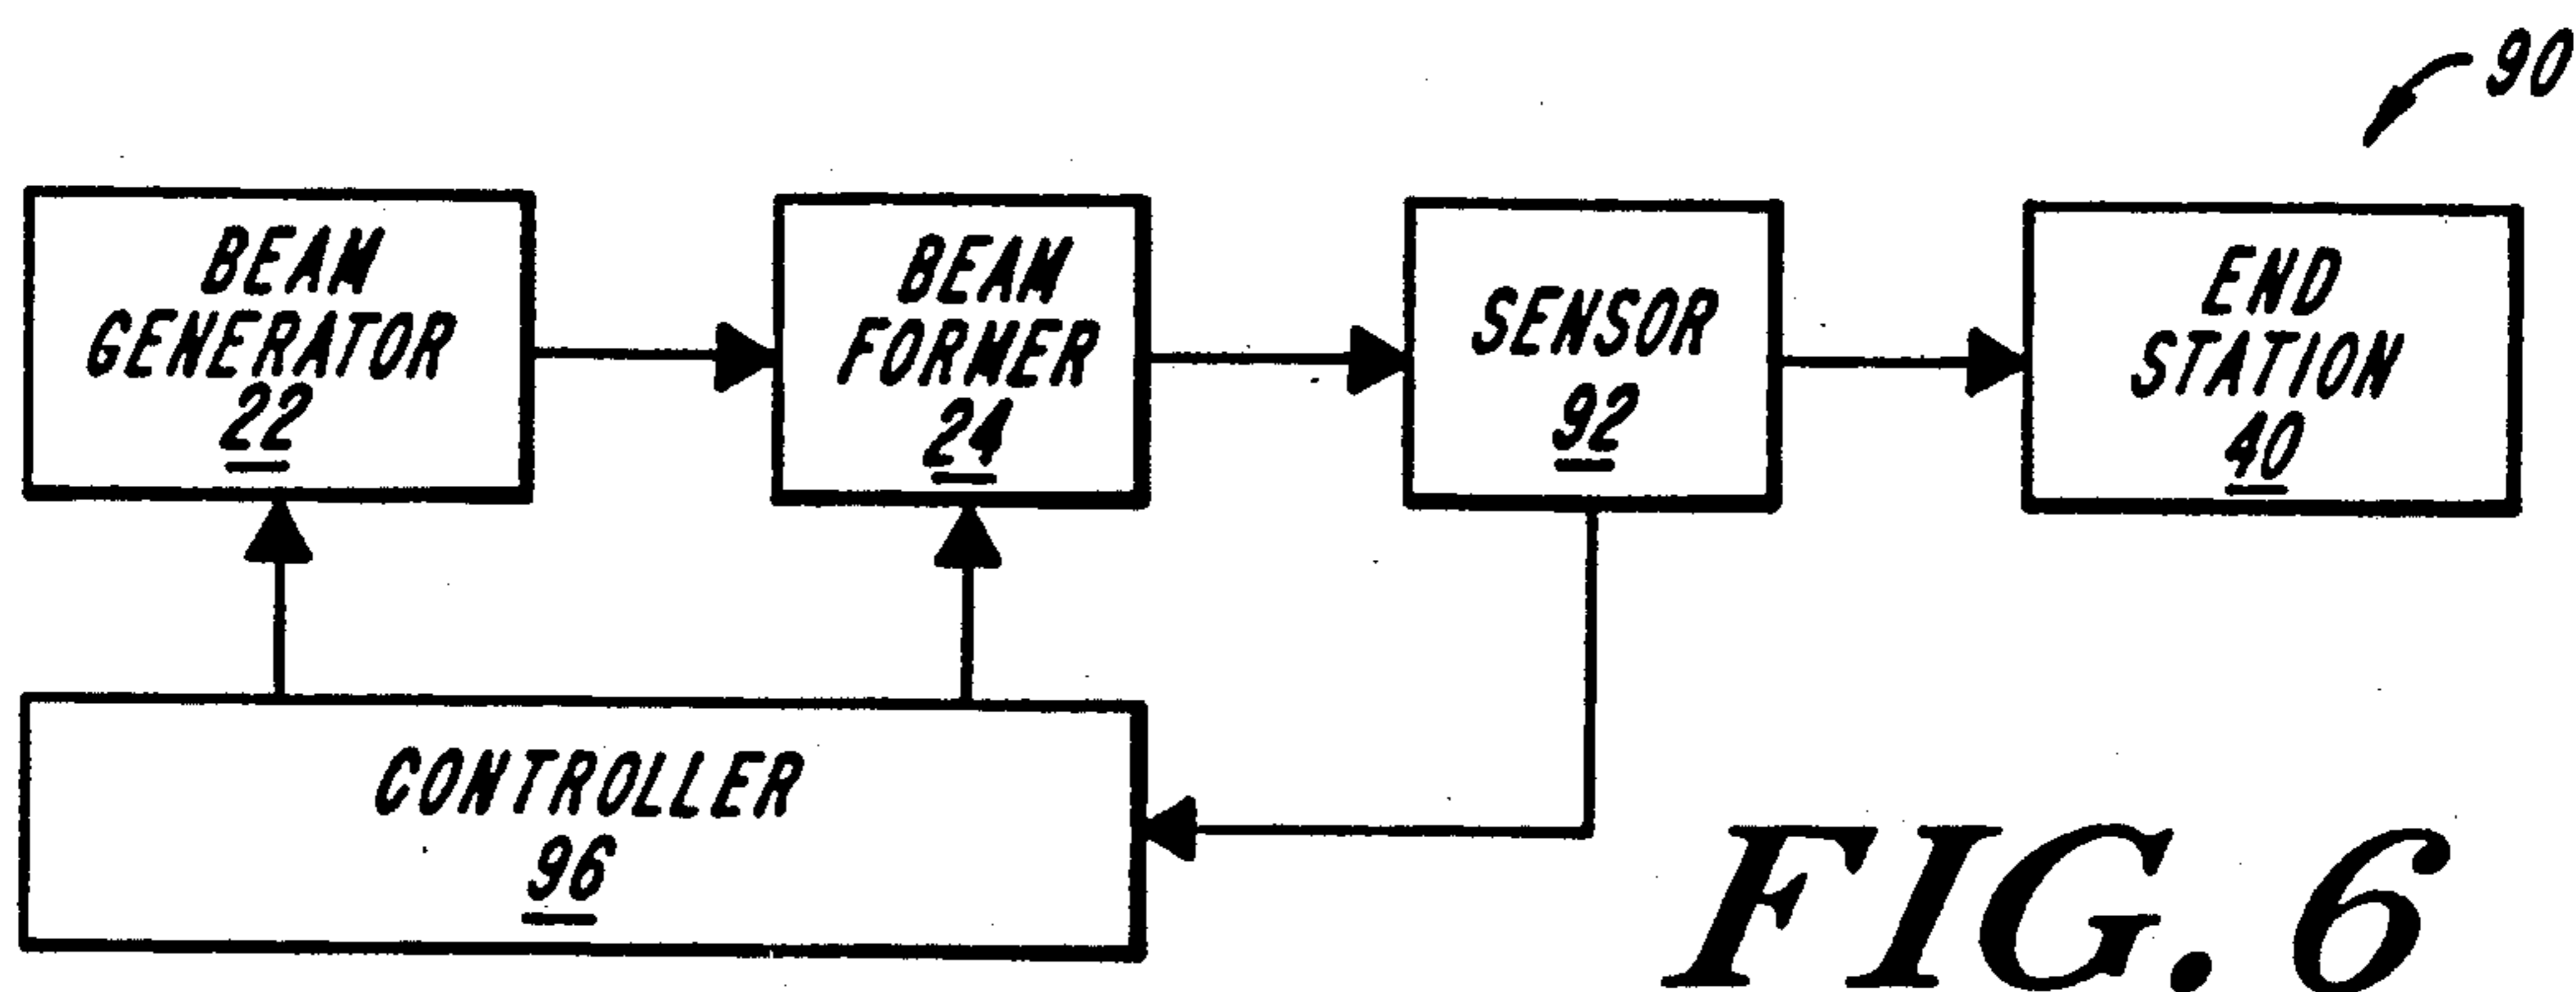 90
BEAM
GENERATOR
22
BEAM
FORMER
24
SENSOR
92
END
STATION
40
CONTROLLER
96
FIG. 6